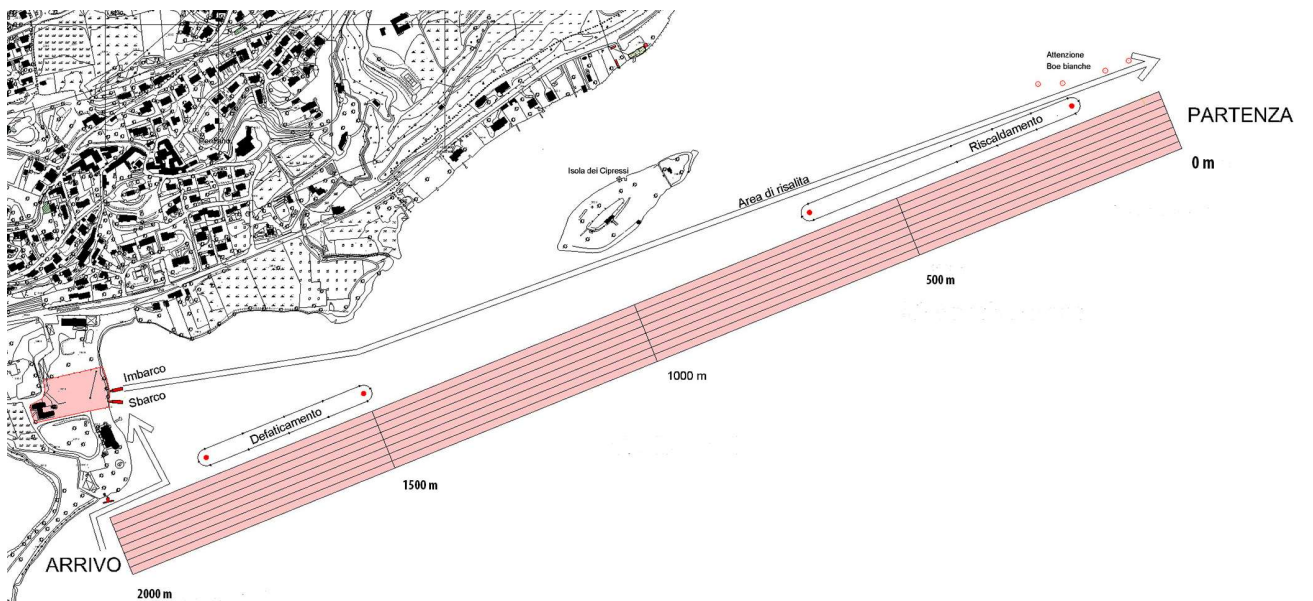 Attenzione
Boe bianche
PARTENZA
0 m
Riscaldamento
Isola dei Cipressi
Area di risalita
500 m
1000 m
Imbarco
Sbarco
Defaticamento
1500 m
ARRIVO
2000 m